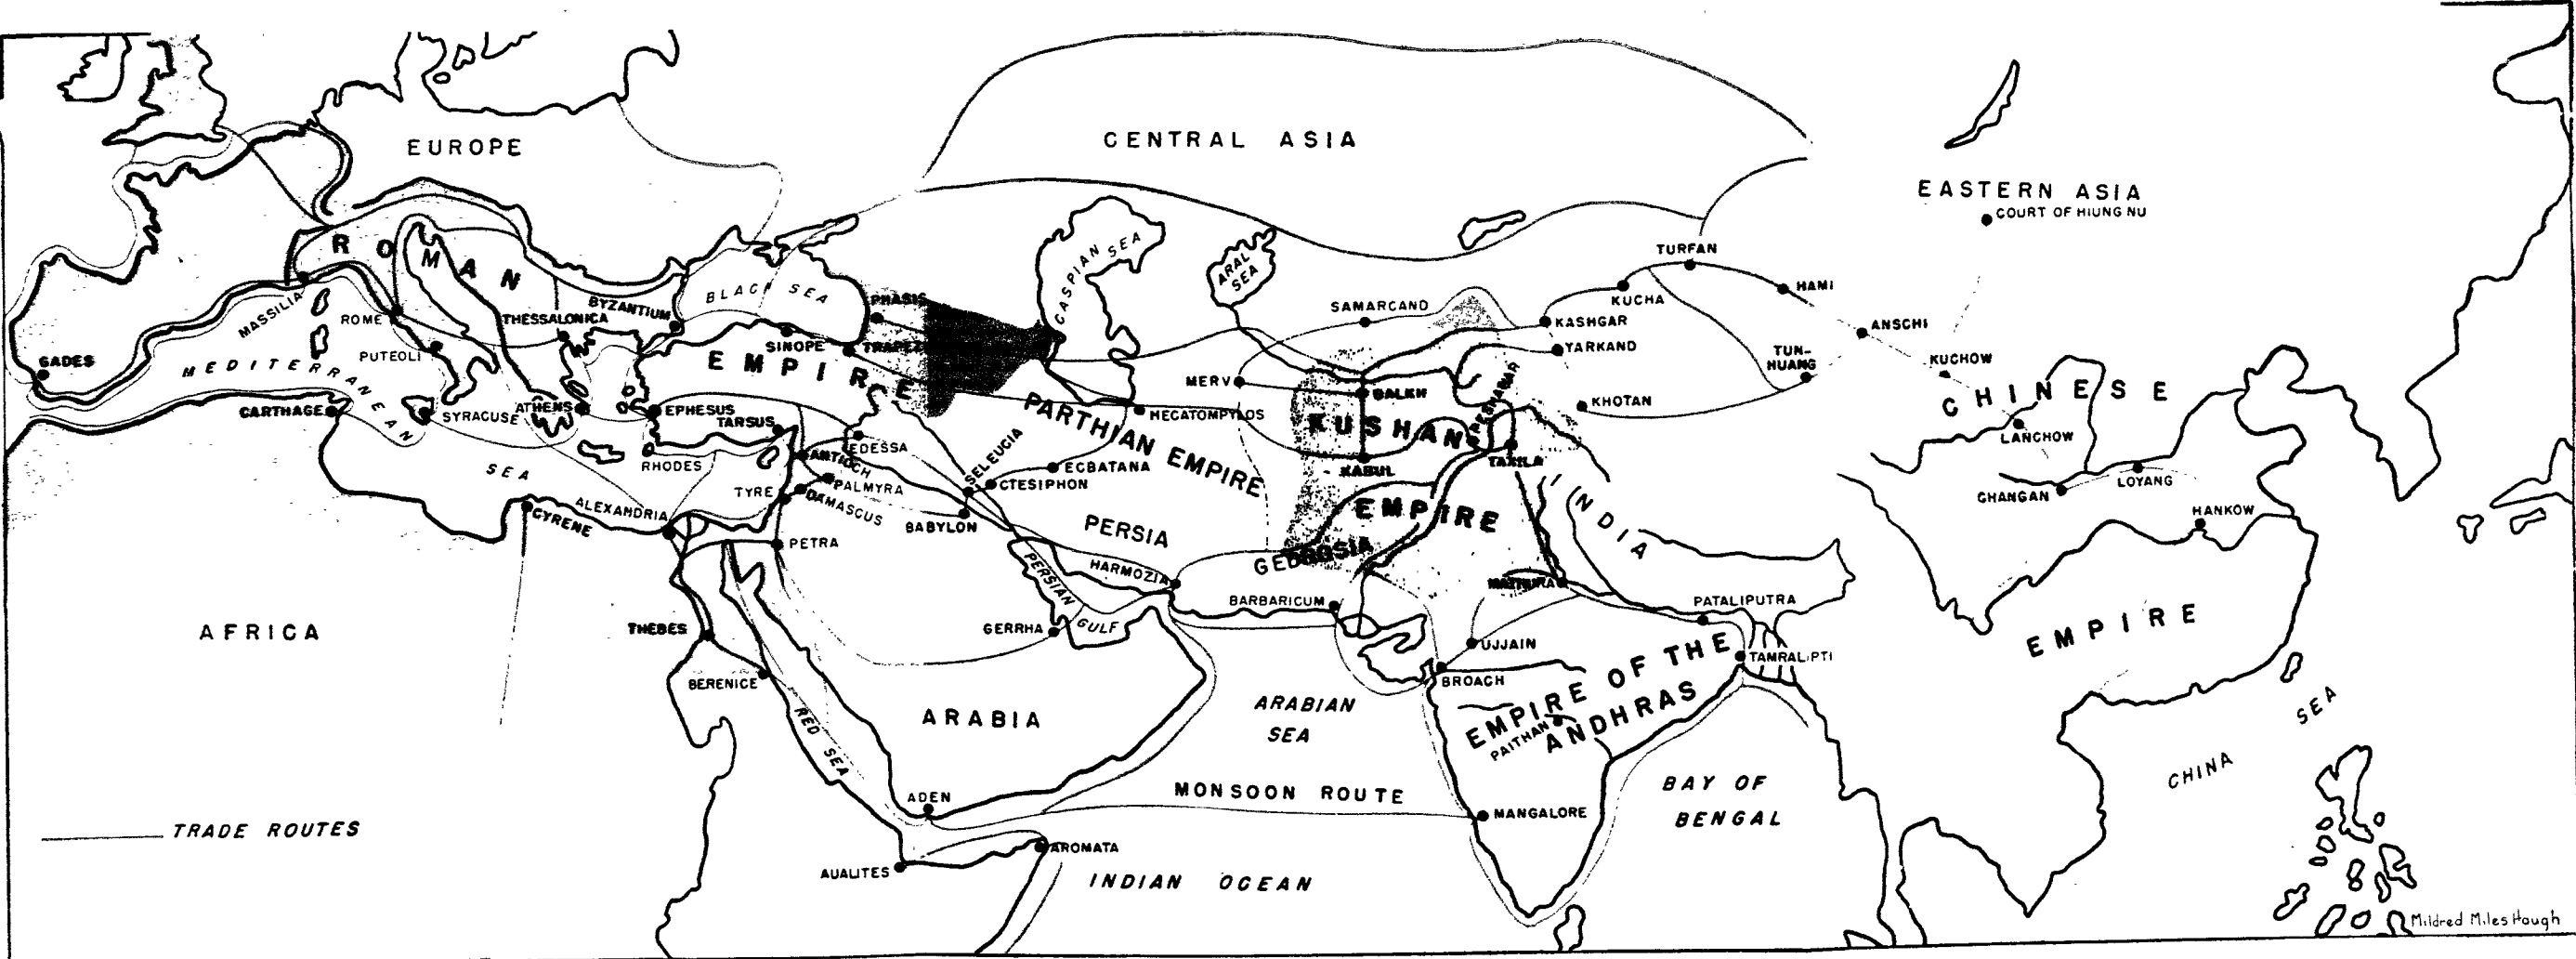 EUROPE
CENTRAL ASIA
EASTERN ASIA
COURT OF HIUNG NU
ROMAN
EMPIRE
MASSILIA
ROME
PUTEOLI
GADES
MEDITERRANEAN
SEA
CARTHAGE
SYRACUSE
THESSALONICA
BYZANTIUM
BLACK SEA
SINOPE
PHASIS
ATHENS
EPHESUS
TARSUS
RHODES
ANTIOCH
EDESSA
TYRE
PALMYRA
DAMASCUS
ALEXANDRIA
CYRENE
PETRA
CASPIAN SEA
ARAL
SEA
PARTHIAN EMPIRE
HECATOMPYLOS
SELEUCIA
EGBATANA
CTESIPHON
BABYLON
PERSIA
PERSIAN
GULF
HARMOZIA
GERRHA
MERV
SAMARCAND
BALKH
KUSHAN
EMPIRE
KABUL
PESHAWAR
TAXILA
GEDROSIA
BARBARICUM
KASHGAR
YARKAND
KHOTAN
KUCHA
TURFAN
HAMI
ANSCHI
TUN-
HUANG
KUCHOW
CHINESE
EMPIRE
LANCHOW
CHANGAN
LOYANG
HANKOW
INDIA
MATHURA
PATALIPUTRA
UJJAIN
BROACH
TAMRALIPTI
EMPIRE OF THE
ANDHRAS
PAITHAN
MANGALORE
AFRICA
THEBES
BERENICE
RED SEA
ARABIA
ADEN
AUALITES
AROMATA
ARABIAN
SEA
MONSOON ROUTE
INDIAN OCEAN
BAY OF
BENGAL
CHINA SEA
TRADE ROUTES
Mildred Miles Hough